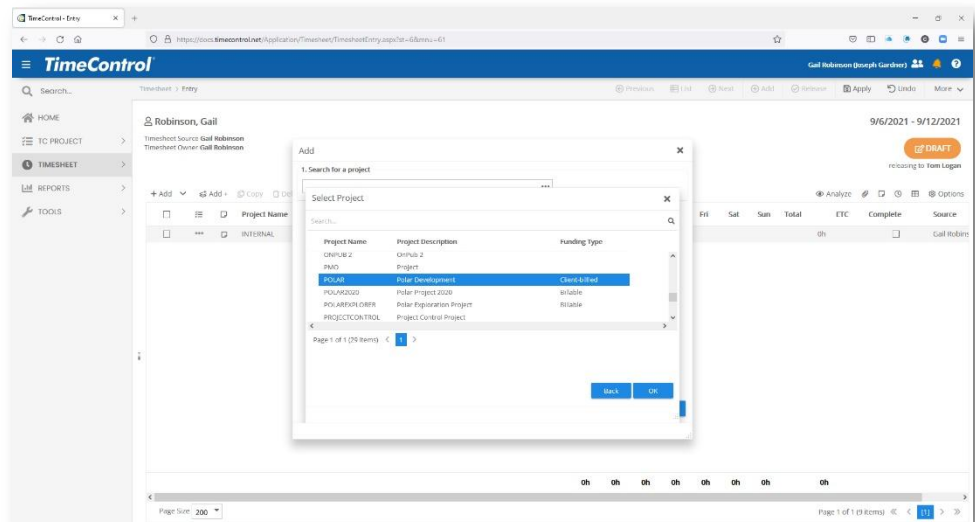 TimeControl - Entry
https://docs.timecontrol.net/Application/Timesheet/TimesheetEntry.aspx?st=6&mnu=61
TimeControl
Gail Robinson (Joseph Gardner)
Search...
Timesheet > Entry
Previous List Next Add Release Apply Undo More
HOME
TC PROJECT
TIMESHEET
REPORTS
TOOLS
Robinson, Gail
9/6/2021 - 9/12/2021
Timesheet Source Gail Robinson
Timesheet Owner Gail Robinson
DRAFT
releasing to Tom Logan
Add
1. Search for a project
+ Add Add + Copy
Analyze Options
Select Project
Search...
Project Name Fri Sat Sun Total ETC Complete Source
INTERNAL 0h Gail Robins
Project Name Project Description Funding Type
ONPUB 2 OnPub 2
PMO Project
POLAR Polar Development Client-billed
POLAR2020 Polar Project 2020 Billable
POLAREXPLORER Polar Exploration Project Billable
PROJECTCONTROL Project Control Project
Page 1 of 1 (29 items) < 1 >
Back OK
0h 0h 0h 0h 0h 0h 0h 0h
Page Size 200
Page 1 of 1 (9 items) [1]